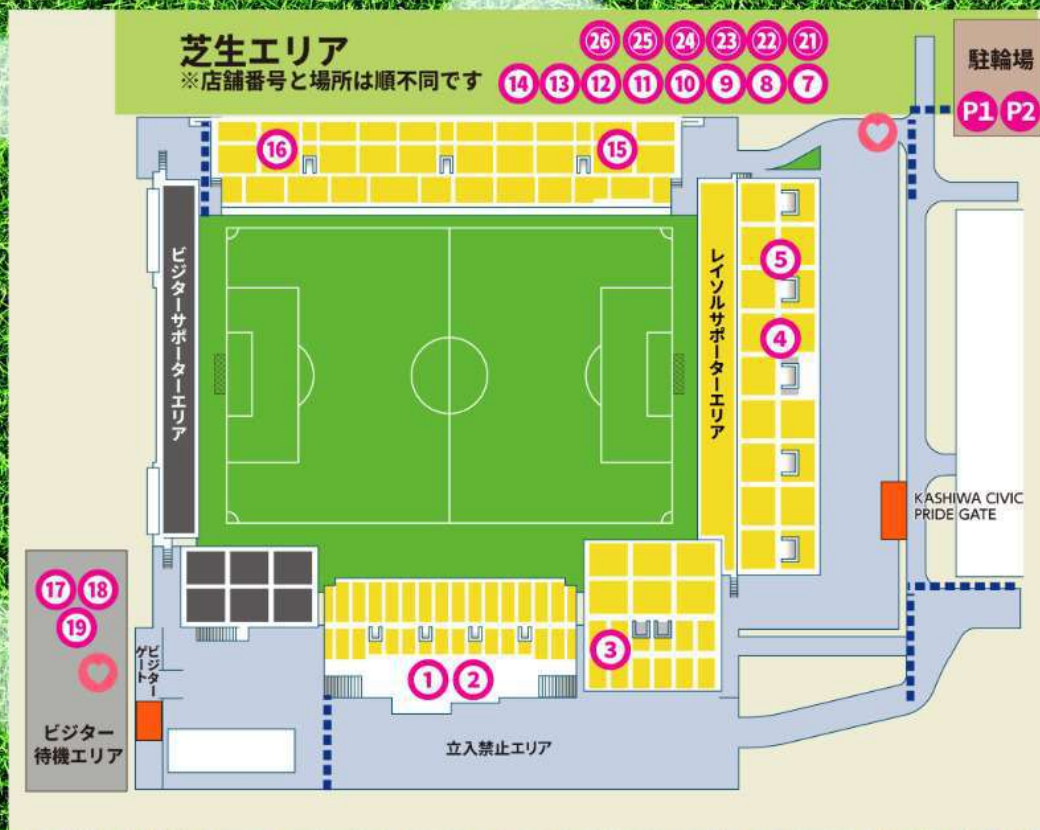 芝生エリア
※店舗番号と場所は順不同です
26 25 24 23 22 21
14 13 12 11 10 9 8 7
駐輪場
P1 P2
16
15
ビジターサポーターエリア
レイソルサポーターエリア
5
4
KASHIWA CIVIC
PRIDE GATE
17 18
19
ビジター
ゲート
ビジター
待機エリア
1 2
3
立入禁止エリア